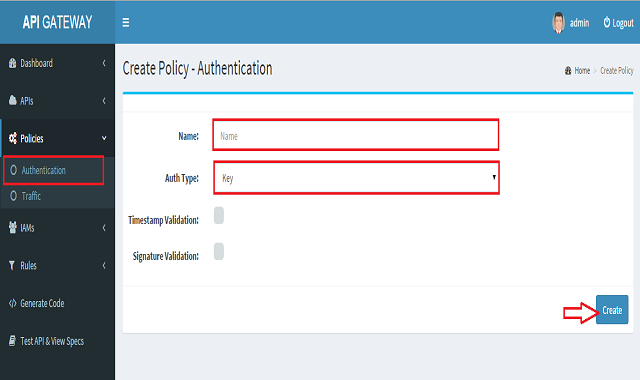 API GATEWAY
admin
Logout
Dashboard
APIs
Policies
Authentication
Traffic
IAMs
Rules
Generate Code
Test API & View Specs
Create Policy - Authentication
Home > Create Policy
Name:
Name
Auth Type:
Key
Timestamp Validation:
Signature Validation:
Create